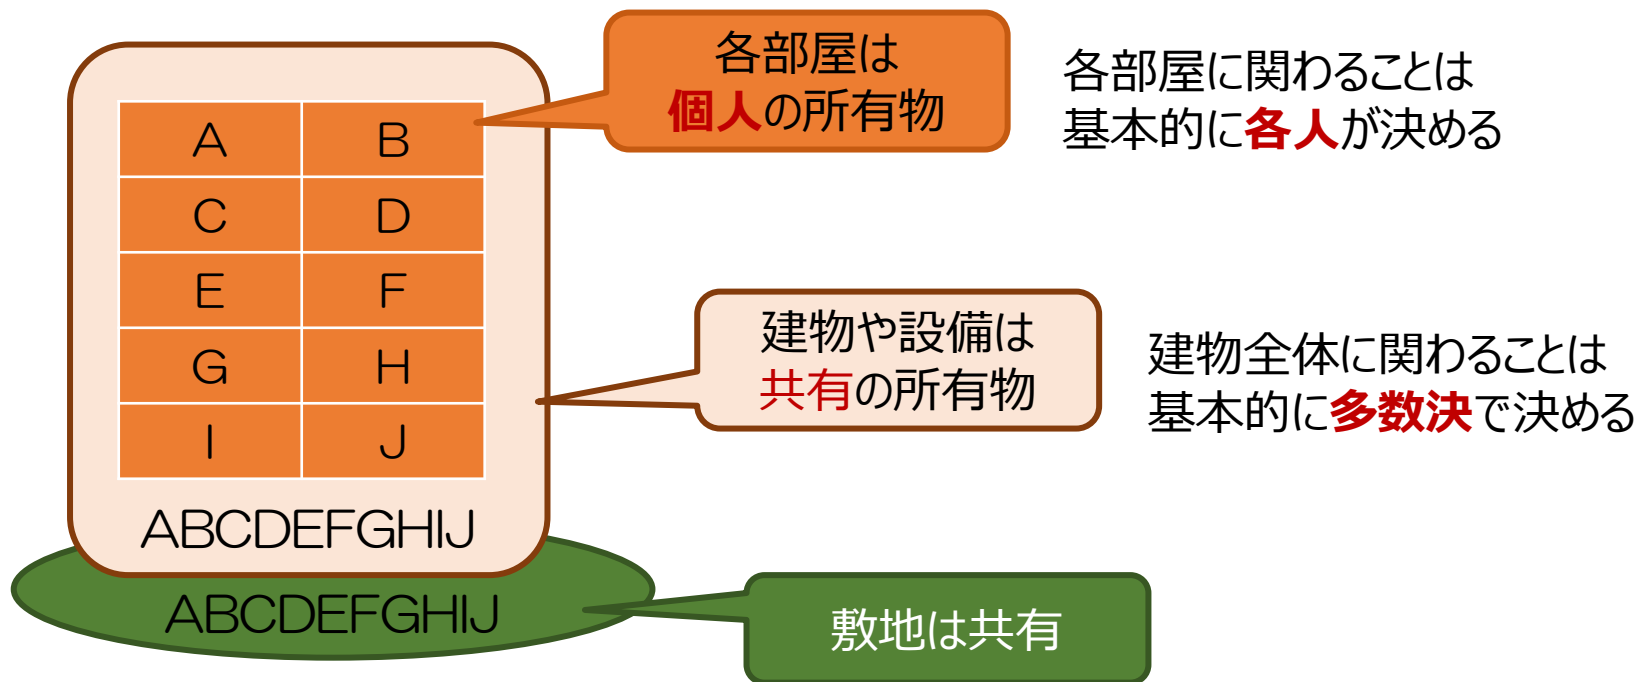 各部屋は
個人の所有物
各部屋に関わることは
基本的に各人が決める
A B
C D
E F
G H
I J
建物や設備は
共有の所有物
建物全体に関わることは
基本的に多数決で決める
ABCDEFGHIJ
ABCDEFGHIJ
敷地は共有